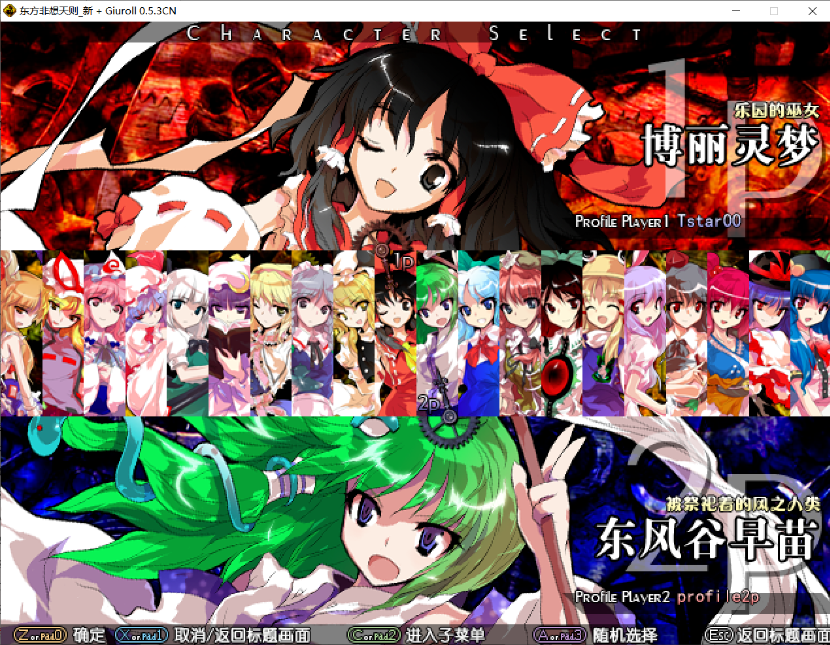 东方非想天则_新 + Giuroll 0.5.3CN
Character Select
1P
乐园的巫女
博丽灵梦
Profile Player1 Tstar00
1p
2p
2P
被祭祀着的风之人类
东风谷早苗
Profile Player2 profile2p
Z or Pad0 确定 X or Pad1 取消/返回标题画面 C or Pad2 进入子菜单 A or Pad3 随机选择 Esc 返回标题画面